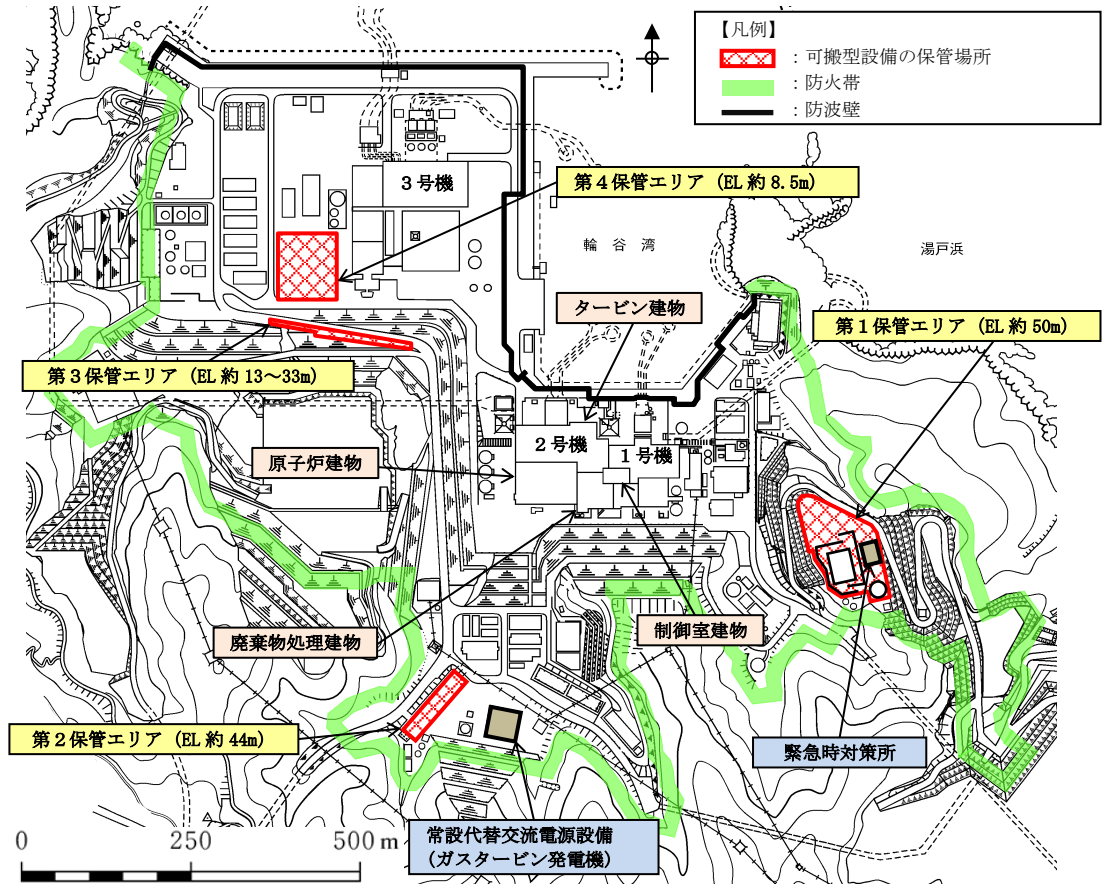 【凡例】
：可搬型設備の保管場所
：防火帯
：防波壁
3号機
第4保管エリア（EL 約 8.5m）
輪谷湾
湯戸浜
タービン建物
第1保管エリア（EL 約 50m）
第3保管エリア（EL 約 13～33m）
2号機
1号機
原子炉建物
廃棄物処理建物
制御室建物
第2保管エリア（EL 約 44m）
緊急時対策所
常設代替交流電源設備
（ガスタービン発電機）
0 250 500 m